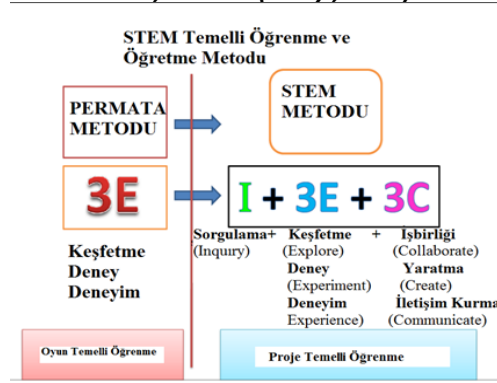 STEM Temelli Öğrenme ve
Öğretme Metodu
PERMATA
METODU
STEM
METODU
3E
I + 3E + 3C
Keşfetme
Deney
Deneyim
Sorgulama+ Keşfetme + İşbirliği
(Inquıry) (Explore) (Collaborate)
Deney Yaratma
(Experiment) (Create)
Deneyim İletişim Kurma
Experience) (Communicate)
Oyun Temelli Öğrenme
Proje Temelli Öğrenme